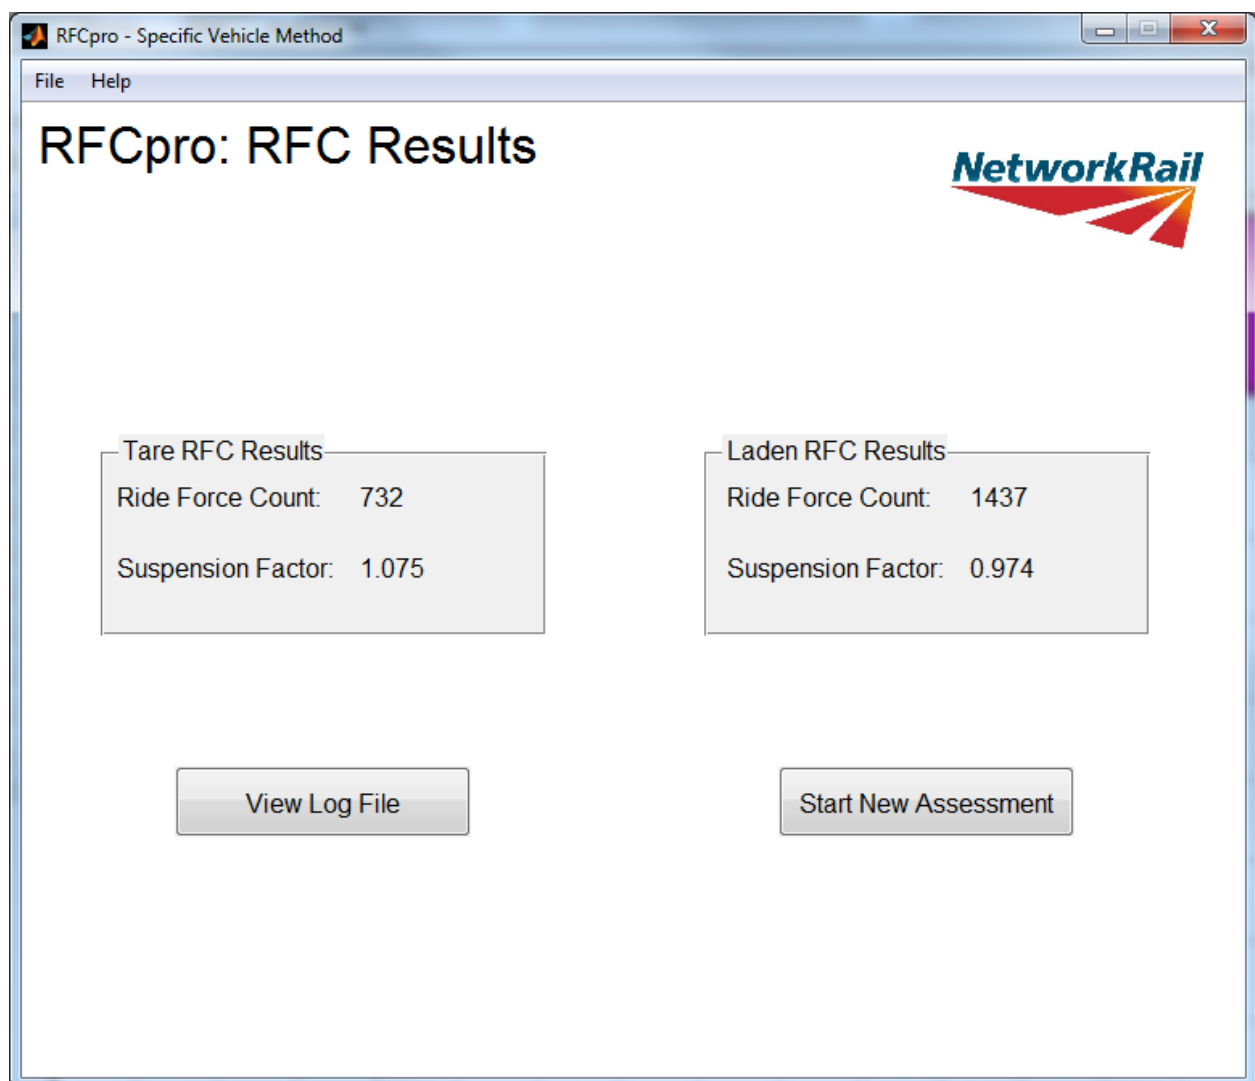 RFCpro - Specific Vehicle Method
File Help
RFCpro: RFC Results
NetworkRail
Tare RFC Results
Ride Force Count: 732
Suspension Factor: 1.075
Laden RFC Results
Ride Force Count: 1437
Suspension Factor: 0.974
View Log File
Start New Assessment